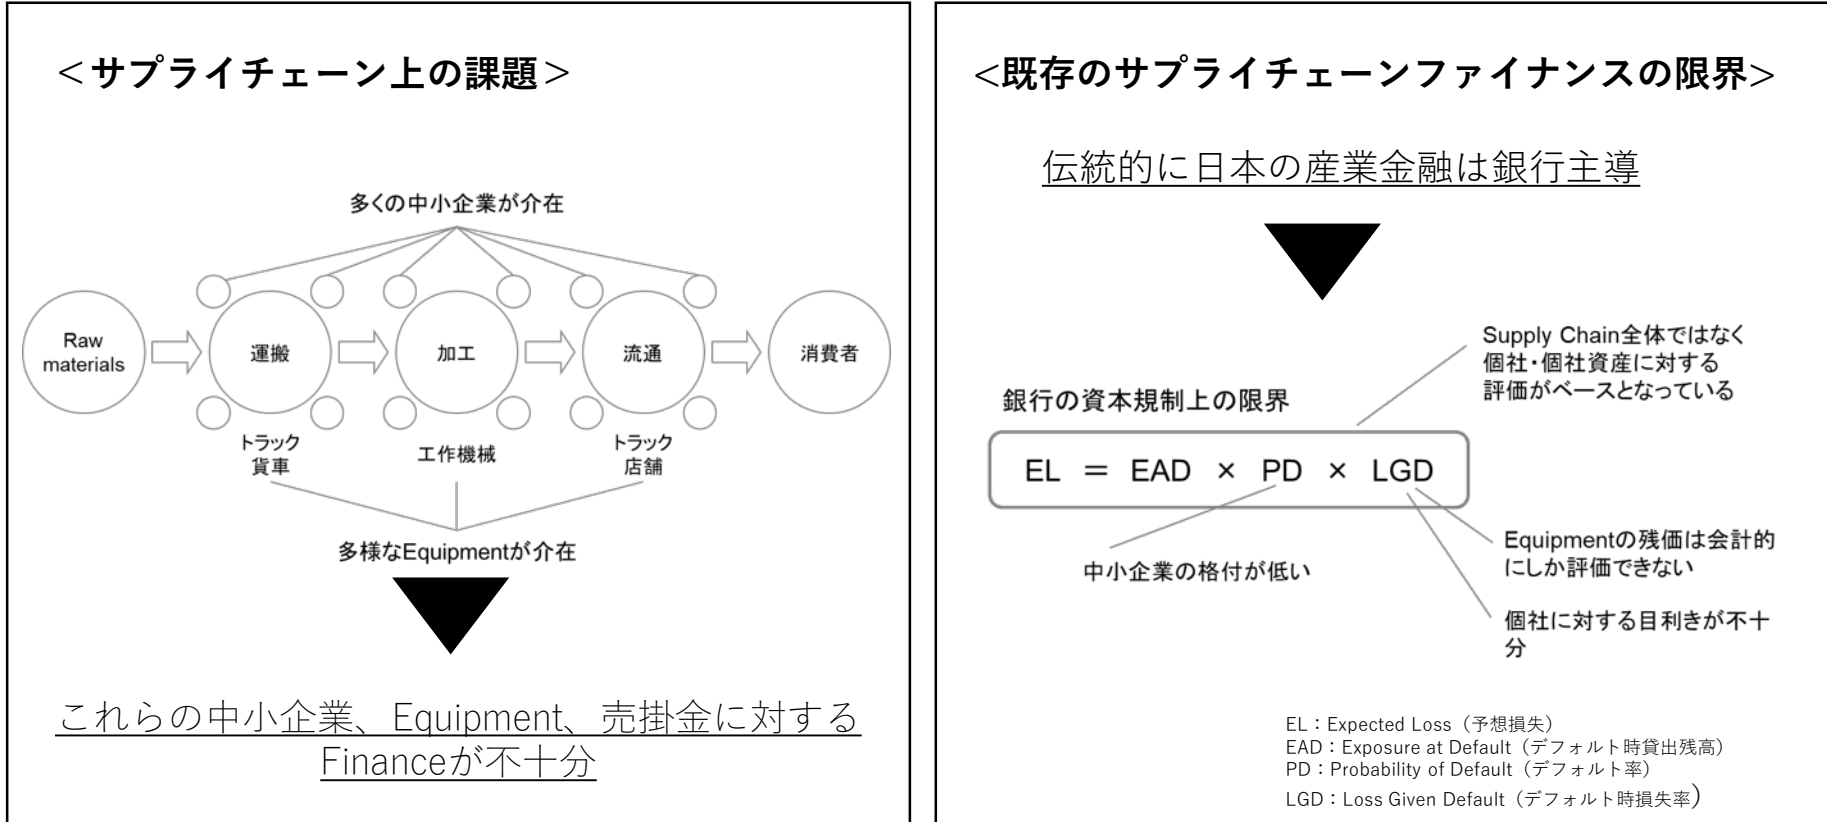 ＜サプライチェーン上の課題＞
多くの中小企業が介在
Raw
materials
運搬
加工
流通
消費者
トラック
貨車
工作機械
トラック
店舗
多様なEquipmentが介在
これらの中小企業、Equipment、売掛金に対する
Financeが不十分
<既存のサプライチェーンファイナンスの限界>
伝統的に日本の産業金融は銀行主導
Supply Chain全体ではなく
個社・個社資産に対する
評価がベースとなっている
銀行の資本規制上の限界
EL ＝ EAD × PD × LGD
中小企業の格付が低い
Equipmentの残価は会計的
にしか評価できない
個社に対する目利きが不十
分
EL：Expected Loss（予想損失）
EAD：Exposure at Default（デフォルト時貸出残高）
PD：Probability of Default（デフォルト率）
LGD：Loss Given Default（デフォルト時損失率）